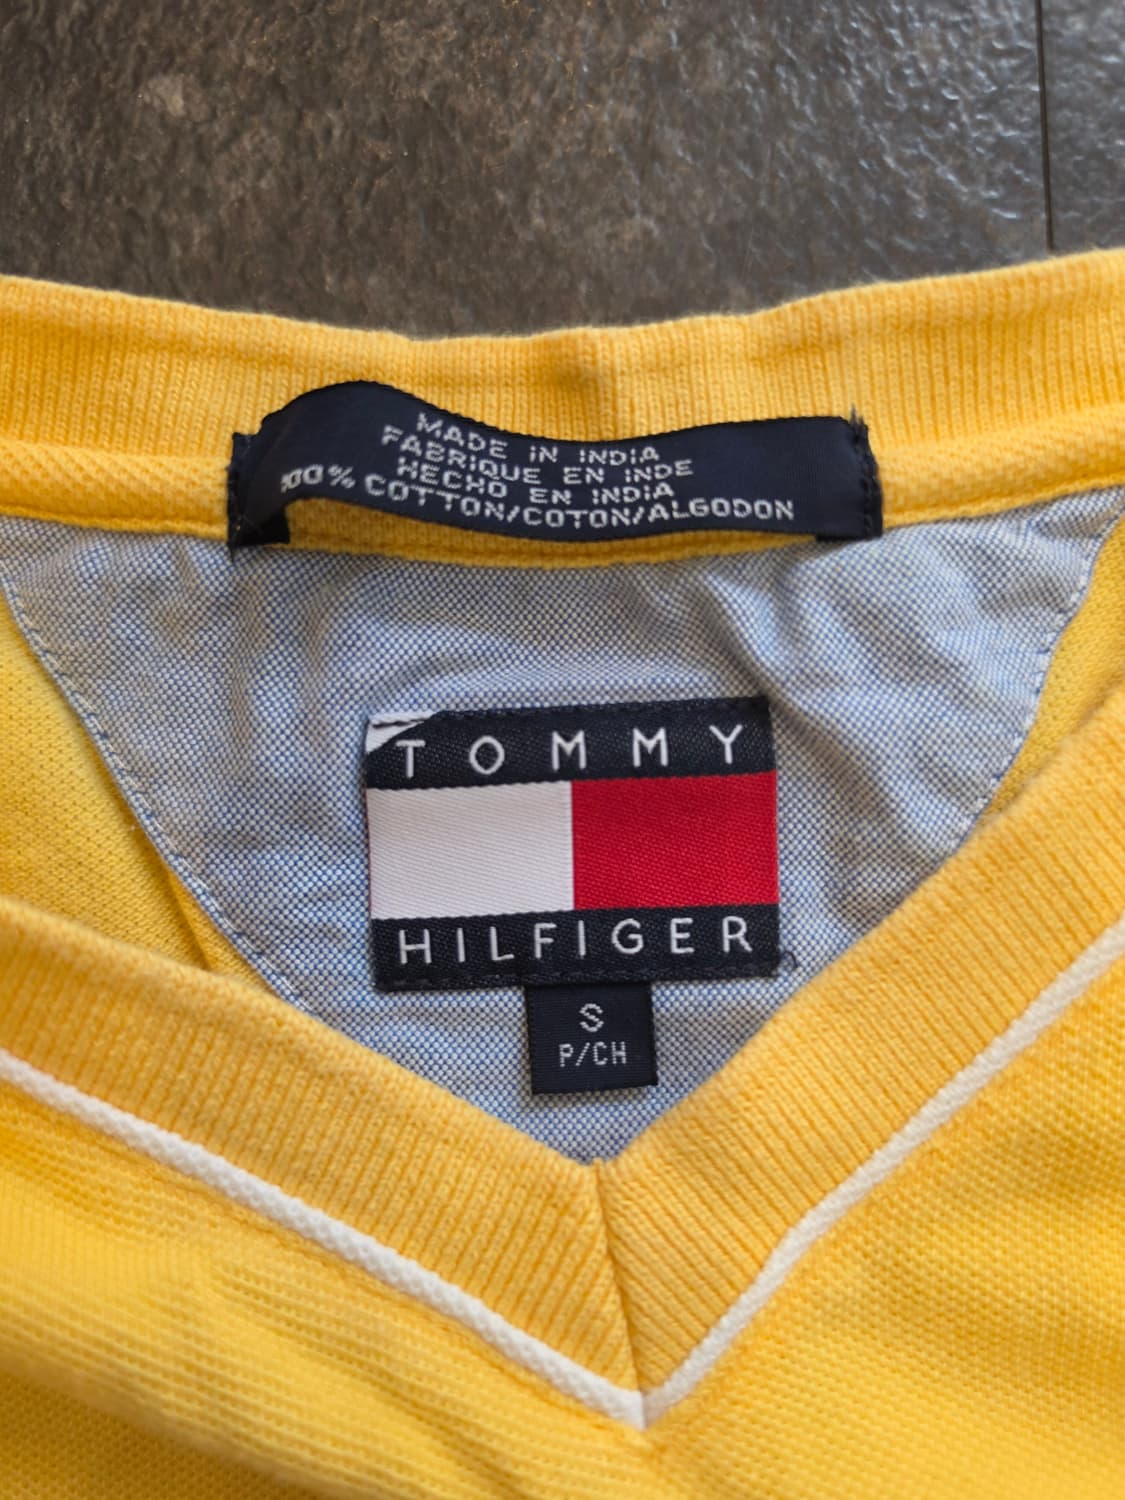 MADE IN INDIA
FABRIQUE EN INDE
HECHO EN INDIA
100% COTTON/COTON/ALGODON
TOMMY
HILFIGER
S
P/CH